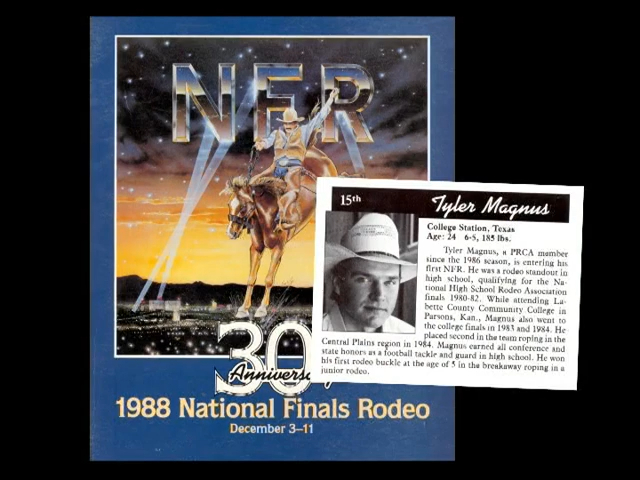 NFR
30
Anniversary
1988 National Finals Rodeo
December 3–11
15th Tyler Magnus
College Station, Texas
Age: 24 6-5, 185 lbs.
Tyler Magnus, a PRCA member
since the 1986 season, is entering his
first NFR. He was a rodeo standout in
high school, qualifying for the Na-
tional High School Rodeo Association
finals 1980-82. While attending La-
bette County Community College in
Parsons, Kan., Magnus also went to
the college finals in 1983 and 1984. He
placed second in the team roping in the
Central Plains region in 1984. Magnus earned all conference and
state honors as a football tackle and guard in high school. He won
his first rodeo buckle at the age of 5 in the breakaway roping in a
junior rodeo.